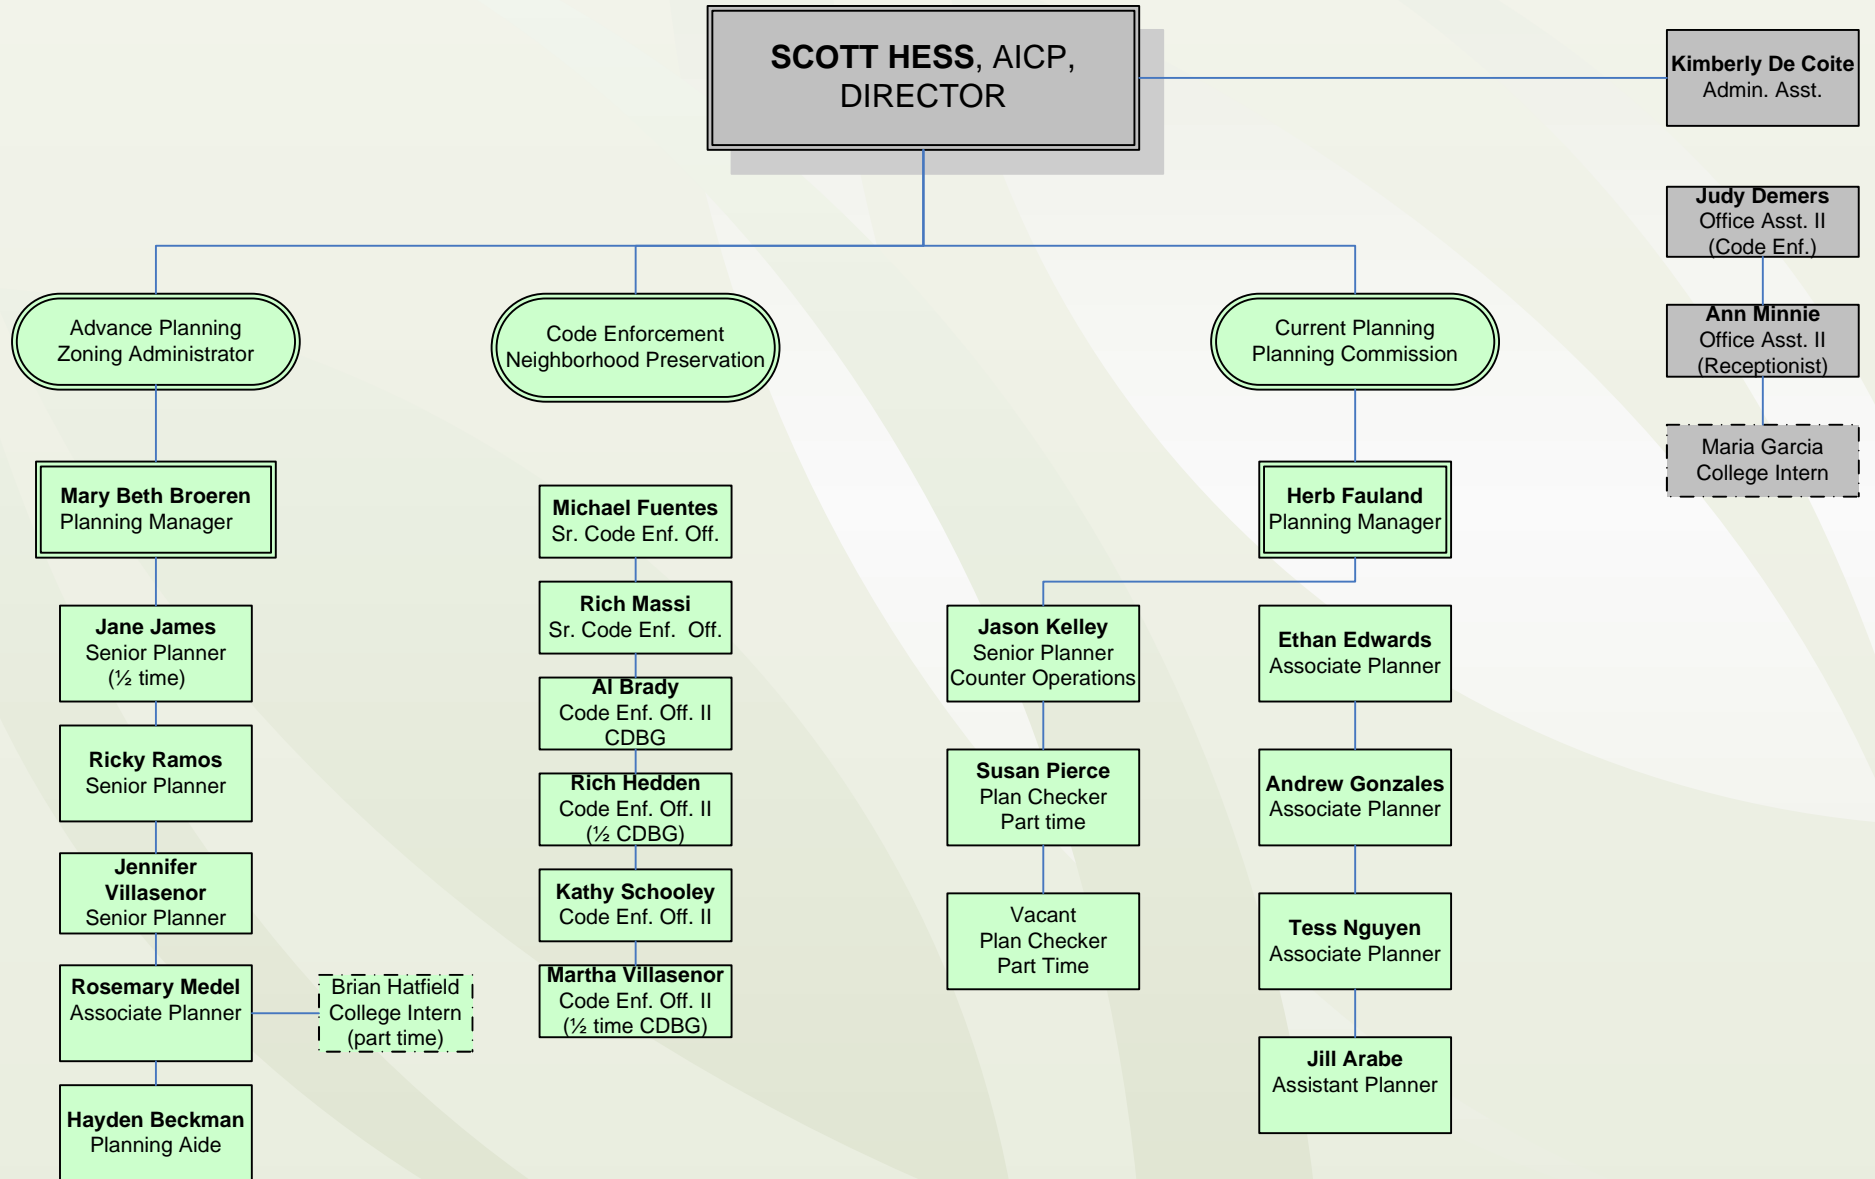 SCOTT HESS, AICP,
DIRECTOR
Kimberly De Coite
Admin. Asst.
Judy Demers
Office Asst. II
(Code Enf.)
Ann Minnie
Office Asst. II
(Receptionist)
Maria Garcia
College Intern
Advance Planning
Zoning Administrator
Mary Beth Broeren
Planning Manager
Jane James
Senior Planner
(½ time)
Ricky Ramos
Senior Planner
Jennifer
Villasenor
Senior Planner
Rosemary Medel
Associate Planner
Brian Hatfield
College Intern
(part time)
Hayden Beckman
Planning Aide
Code Enforcement
Neighborhood Preservation
Michael Fuentes
Sr. Code Enf. Off.
Rich Massi
Sr. Code Enf.  Off.
Al Brady
Code Enf. Off. II
CDBG
Rich Hedden
Code Enf. Off. II
(½ CDBG)
Kathy Schooley
Code Enf. Off. II
Martha Villasenor
Code Enf. Off. II
(½ time CDBG)
Current Planning
Planning Commission
Herb Fauland
Planning Manager
Jason Kelley
Senior Planner
Counter Operations
Susan Pierce
Plan Checker
Part time
Vacant
Plan Checker
Part Time
Ethan Edwards
Associate Planner
Andrew Gonzales
Associate Planner
Tess Nguyen
Associate Planner
Jill Arabe
Assistant Planner